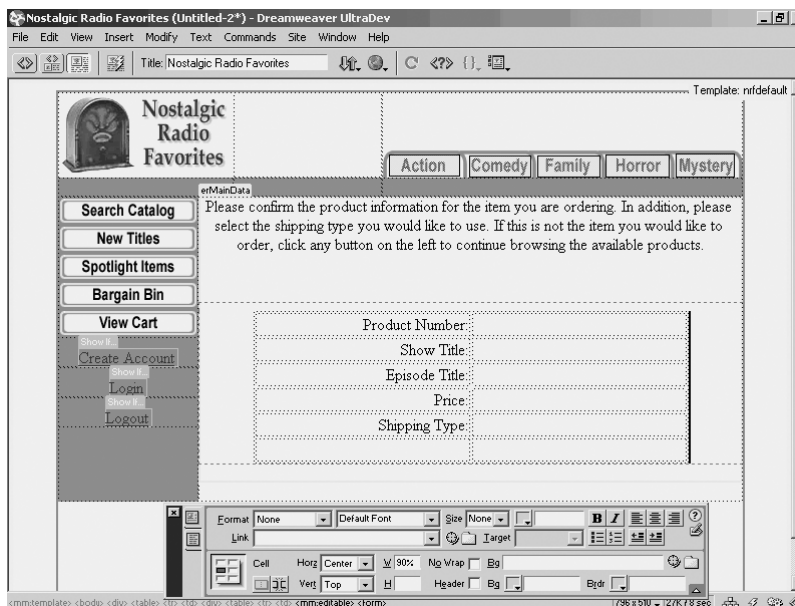 Nostalgic Radio Favorites (Untitled-2*) - Dreamweaver UltraDev
File Edit View Insert Modify Text Commands Site Window Help
Title: Nostalgic Radio Favorites
Template: nrfdefault
Nostalgic
Radio
Favorites
Action Comedy Family Horror Mystery
erMainData
Search Catalog
New Titles
Spotlight Items
Bargain Bin
View Cart
Show If...
Create Account
Show If...
Login
Show If...
Logout
Please confirm the product information for the item you are ordering. In addition, please
select the shipping type you would like to use. If this is not the item you would like to
order, click any button on the left to continue browsing the available products.
Product Number:
Show Title:
Episode Title:
Price:
Shipping Type:
Format None Default Font Size None B I
Link Target
Cell Horz Center W 90% No Wrap Bg
Vert Top H Header Bg Brdr
<mm:template> <body> <div> <table> <tr> <td> <div> <table> <tr> <td> <mm:editable> <form>
796 x 510 27K / 8 sec